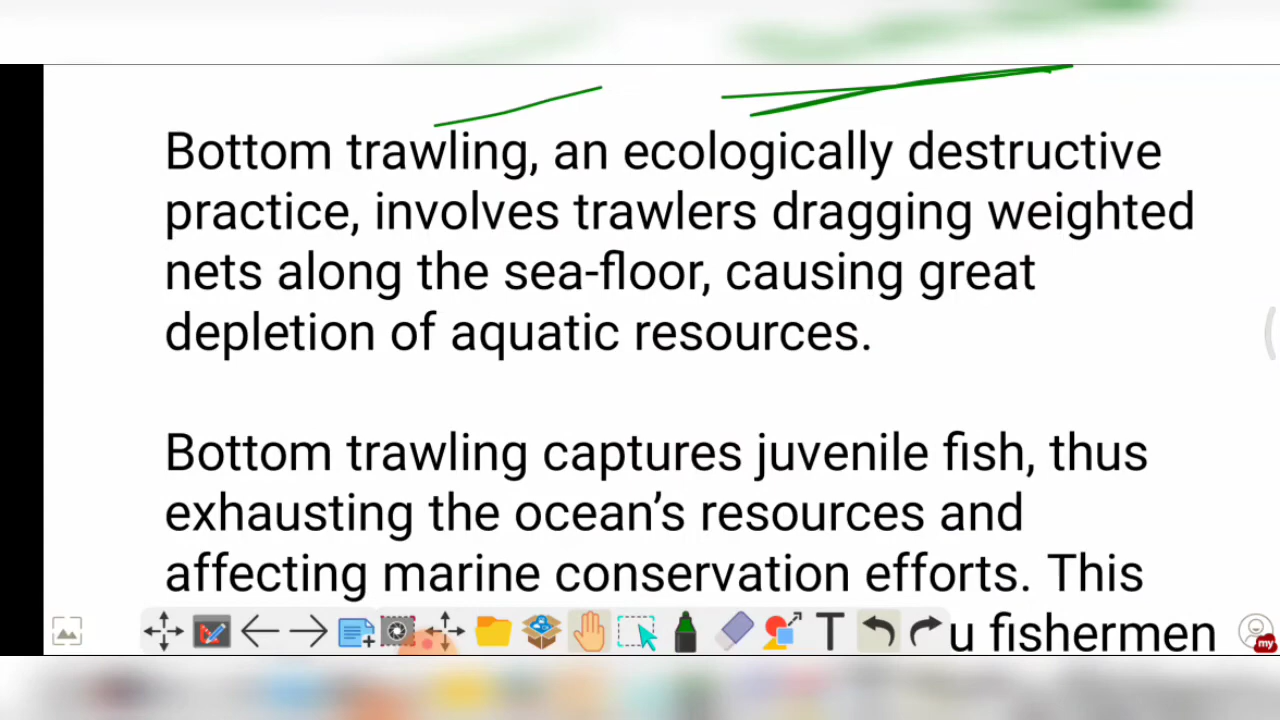 Bottom trawling, an ecologically destructive
practice, involves trawlers dragging weighted
nets along the sea-floor, causing great
depletion of aquatic resources.
Bottom trawling captures juvenile fish, thus
exhausting the ocean’s resources and
affecting marine conservation efforts. This
u fishermen
T
my